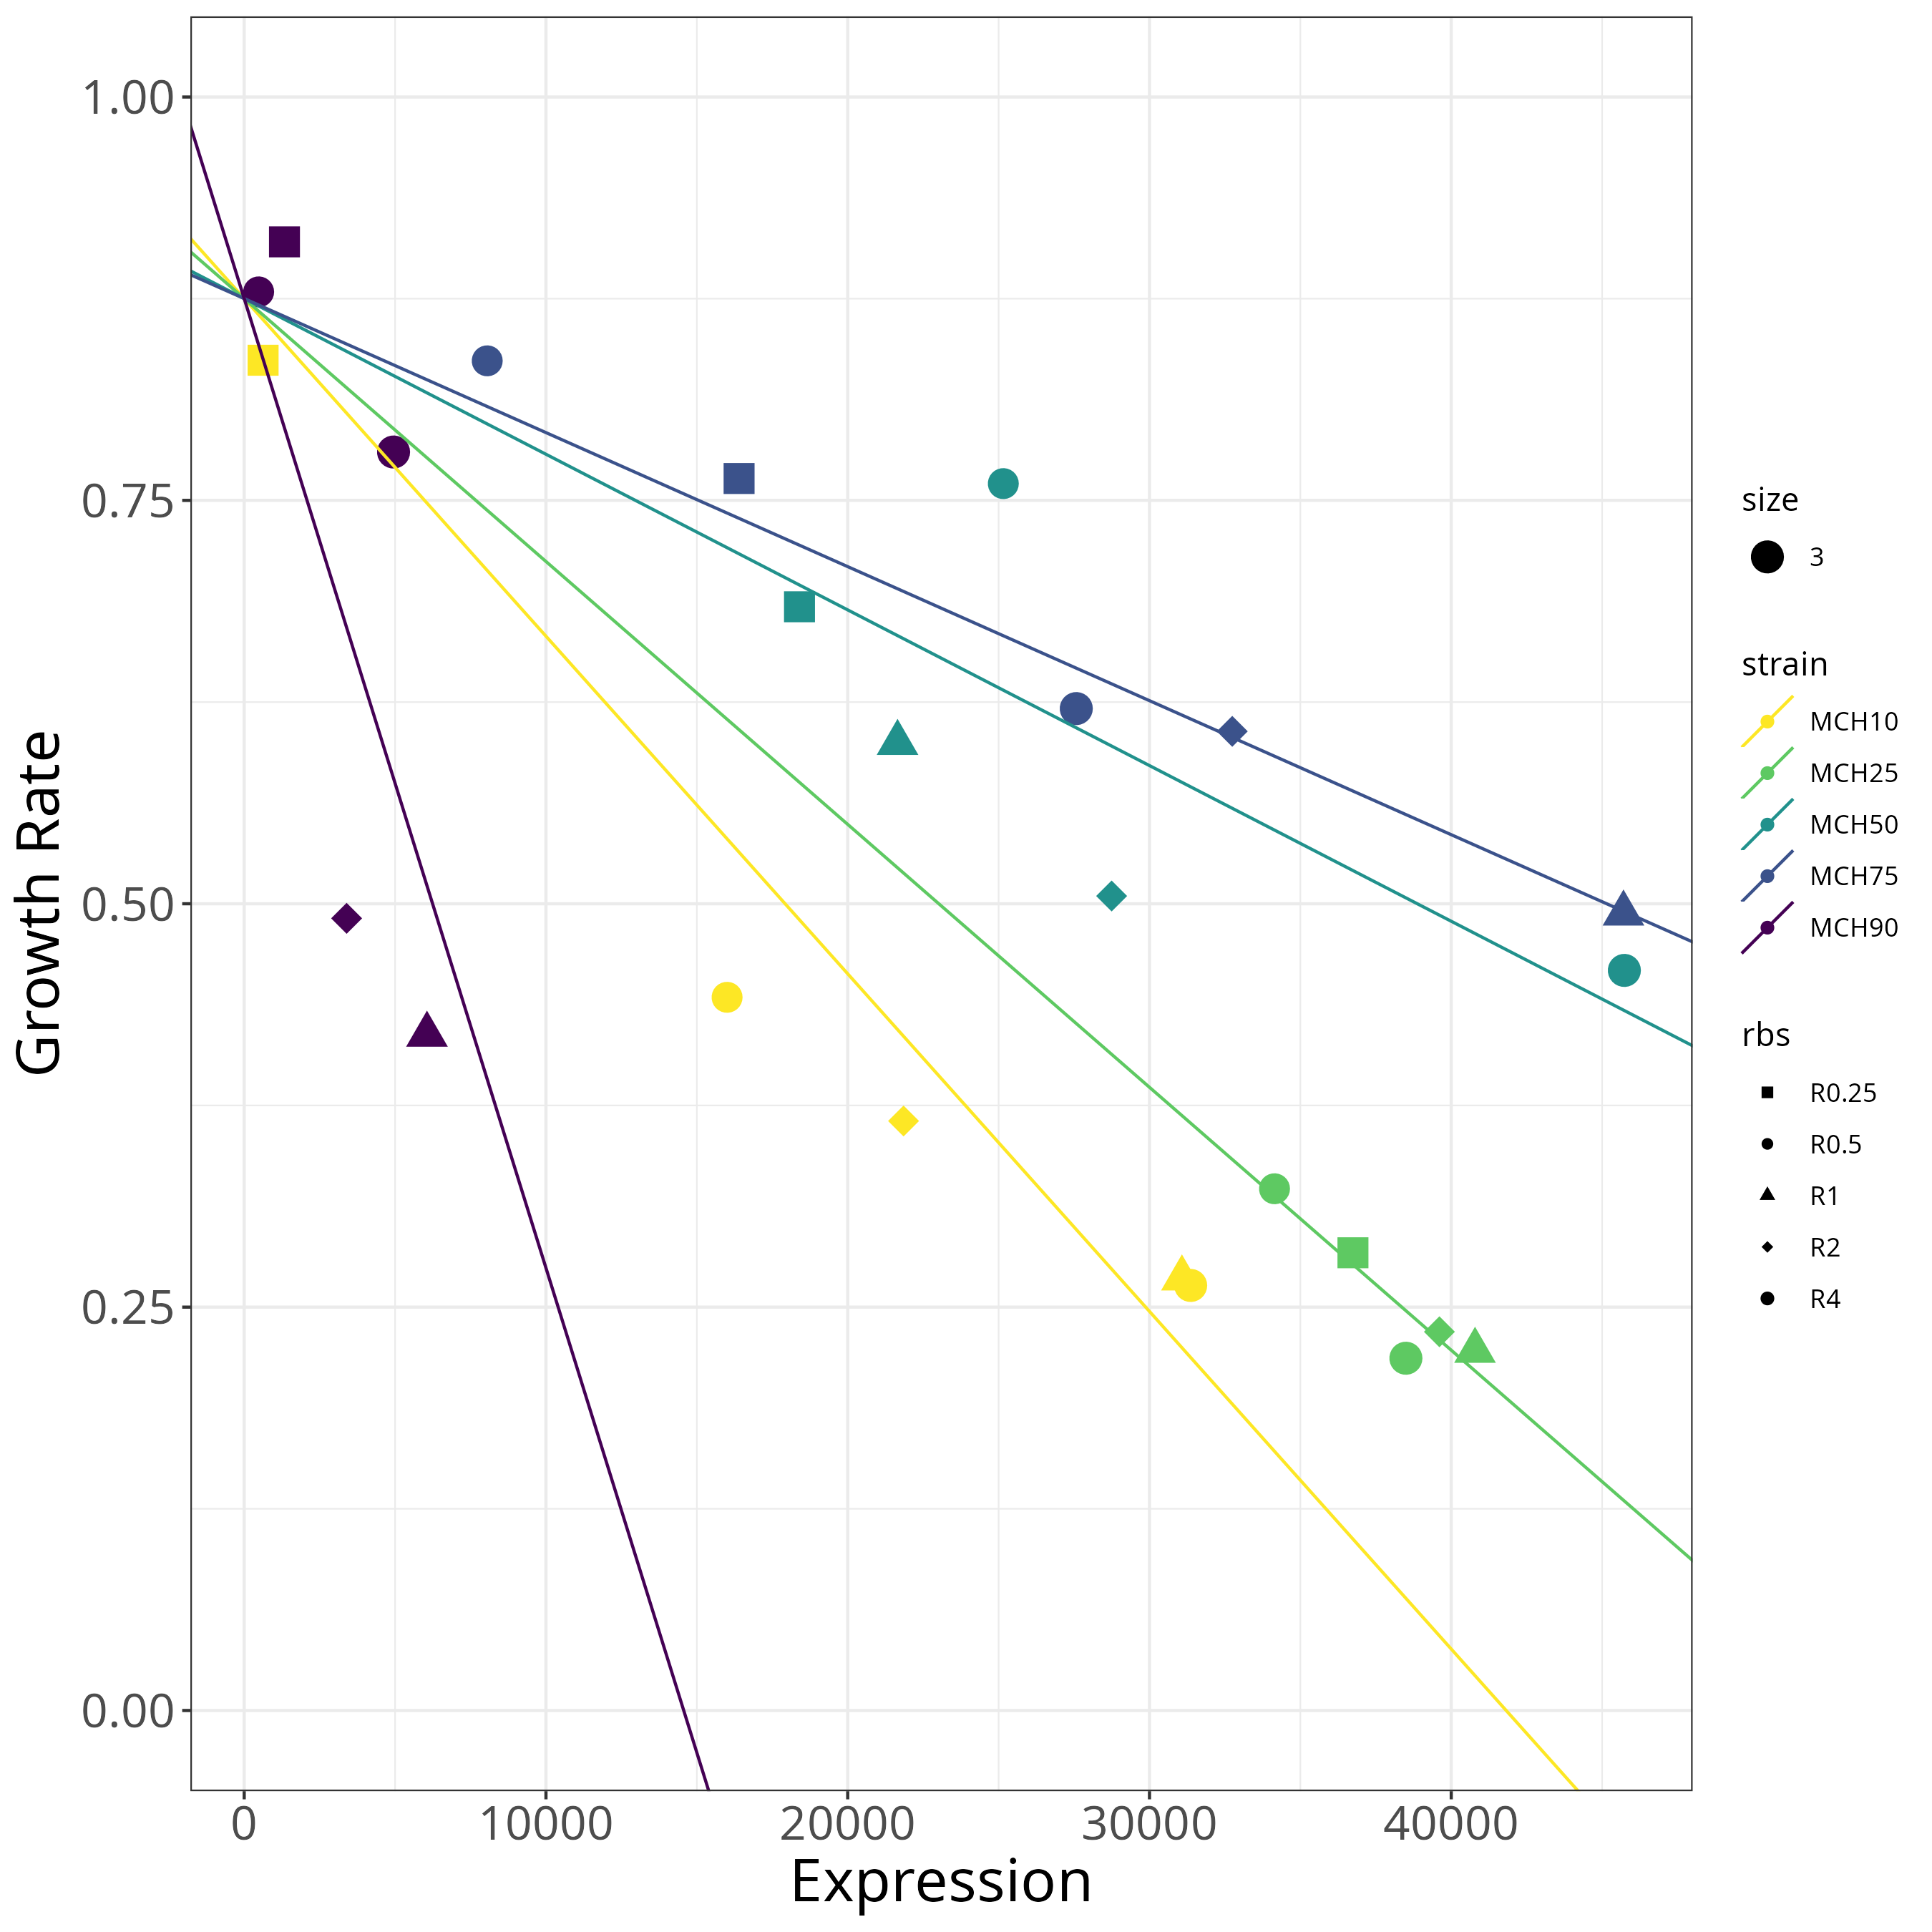 Growth Rate
1.00
0.75
0.50
0.25
0.00
0 10000 20000 30000 40000
Expression
size
3
strain
MCH10
MCH25
MCH50
MCH75
MCH90
rbs
R0.25
R0.5
R1
R2
R4